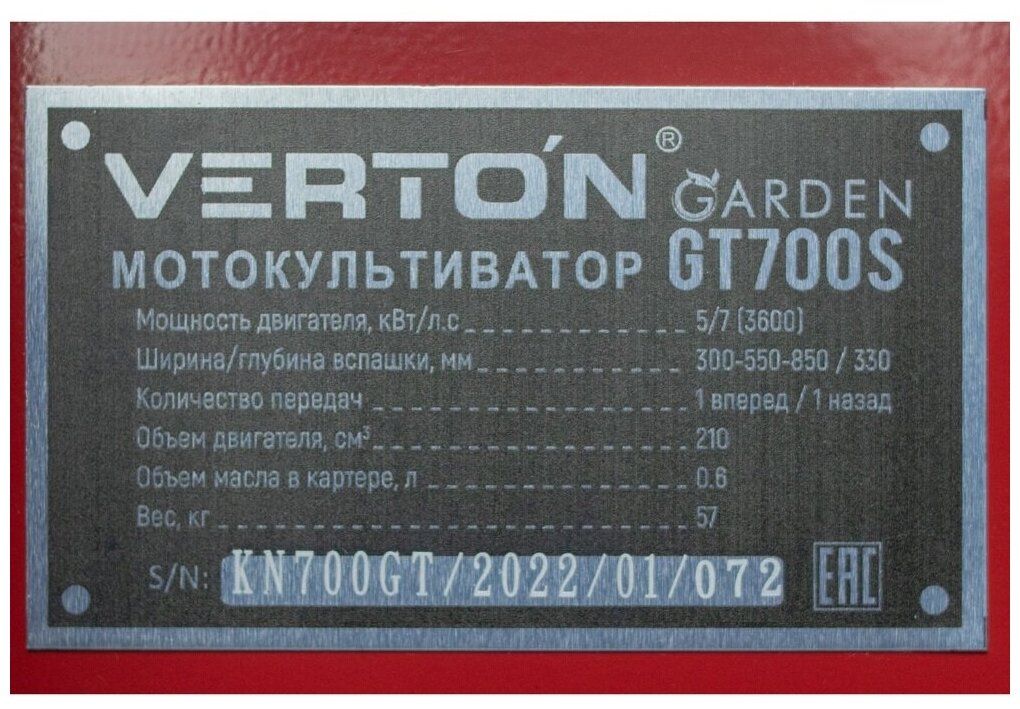 VERTÓN® GARDEN
МОТОКУЛЬТИВАТОР GT700S
Мощность двигателя, кВт/л.с 5/7 (3600)
Ширина/глубина вспашки, мм 300-550-850 / 330
Количество передач 1 вперед / 1 назад
Объем двигателя, см³ 210
Объем масла в картере, л 0.6
Вес, кг 57
S/N: KN700GT/2022/01/072 EAC